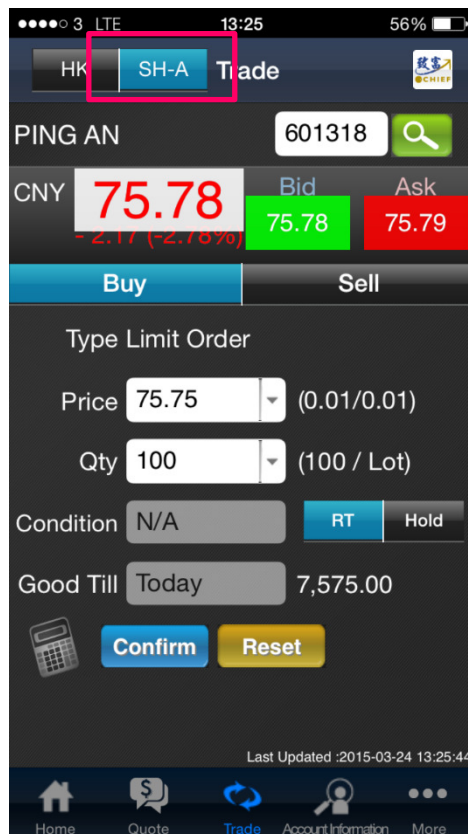 3 LTE 13:25 56%
HK SH-A Trade 致富 CHIEF
PING AN 601318
CNY 75.78 Bid Ask
75.78 75.79
- 2.17 (-2.78%)
Buy Sell
Type Limit Order
Price 75.75 (0.01/0.01)
Qty 100 (100 / Lot)
Condition N/A RT Hold
Good Till Today 7,575.00
Confirm Reset
Last Updated :2015-03-24 13:25:44
Home Quote Trade Account Information More